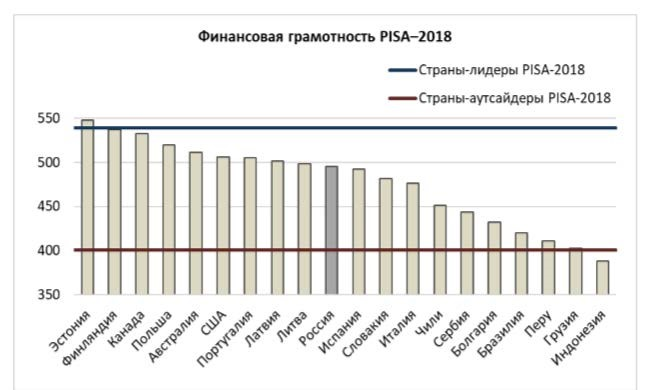 Финансовая грамотность PISA–2018
Страны-лидеры PISA-2018
Страны-аутсайдеры PISA-2018
550
500
450
400
350
Эстония
Финляндия
Канада
Польша
Австралия
США
Португалия
Латвия
Литва
Россия
Испания
Словакия
Италия
Чили
Сербия
Болгария
Бразилия
Перу
Грузия
Индонезия